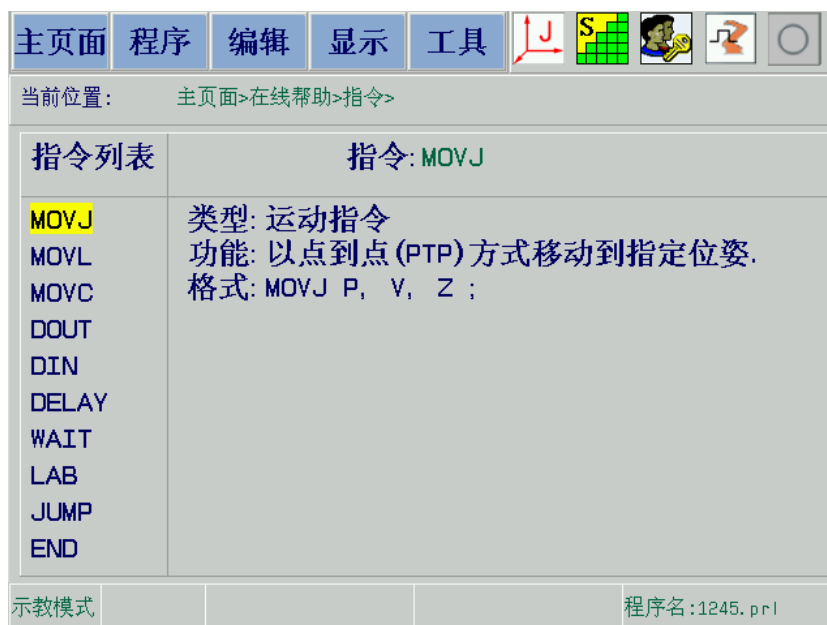 主页面 程序 编辑 显示 工具 J S
当前位置: 主页面>在线帮助>指令>
指令列表 指令:MOVJ
MOVJ 类型: 运动指令
MOVL 功能: 以点到点(PTP)方式移动到指定位姿.
MOVC 格式: MOVJ P, V, Z ;
DOUT
DIN
DELAY
WAIT
LAB
JUMP
END
示教模式 程序名:1245.prl